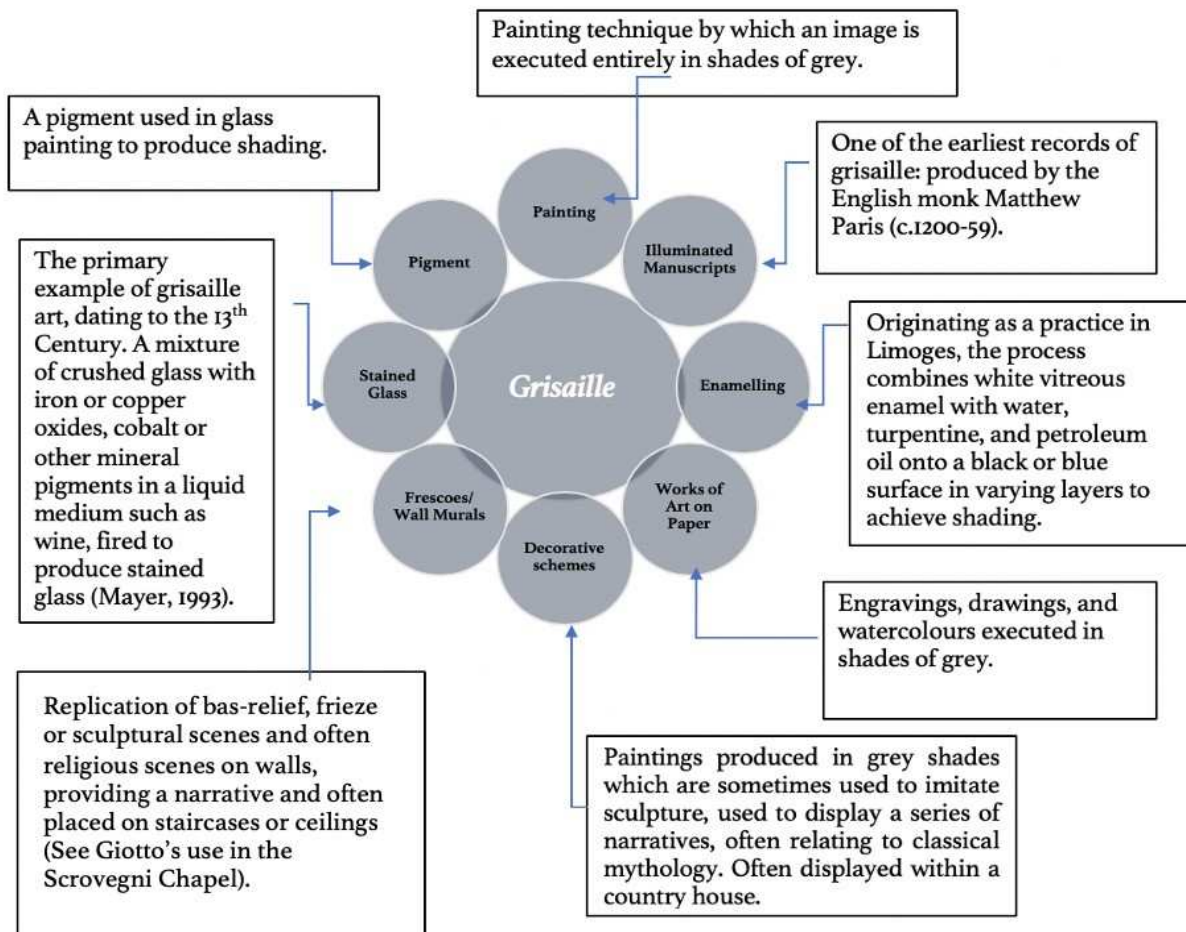 Painting technique by which an image is
executed entirely in shades of grey.
A pigment used in glass
painting to produce shading.
One of the earliest records of
grisaille: produced by the
English monk Matthew
Paris (c.1200-59).
Painting
Pigment
Illuminated
Manuscripts
The primary
example of grisaille
art, dating to the 13th
Century. A mixture
of crushed glass with
iron or copper
oxides, cobalt or
other mineral
pigments in a liquid
medium such as
wine, fired to
produce stained
glass (Mayer, 1993).
Stained
Glass
Grisaille
Enamelling
Originating as a practice in
Limoges, the process
combines white vitreous
enamel with water,
turpentine, and petroleum
oil onto a black or blue
surface in varying layers to
achieve shading.
Frescoes/
Wall Murals
Decorative
schemes
Works of
Art on
Paper
Engravings, drawings, and
watercolours executed in
shades of grey.
Replication of bas-relief, frieze
or sculptural scenes and often
religious scenes on walls,
providing a narrative and often
placed on staircases or ceilings
(See Giotto's use in the
Scrovegni Chapel).
Paintings produced in grey shades
which are sometimes used to imitate
sculpture, used to display a series of
narratives, often relating to classical
mythology. Often displayed within a
country house.